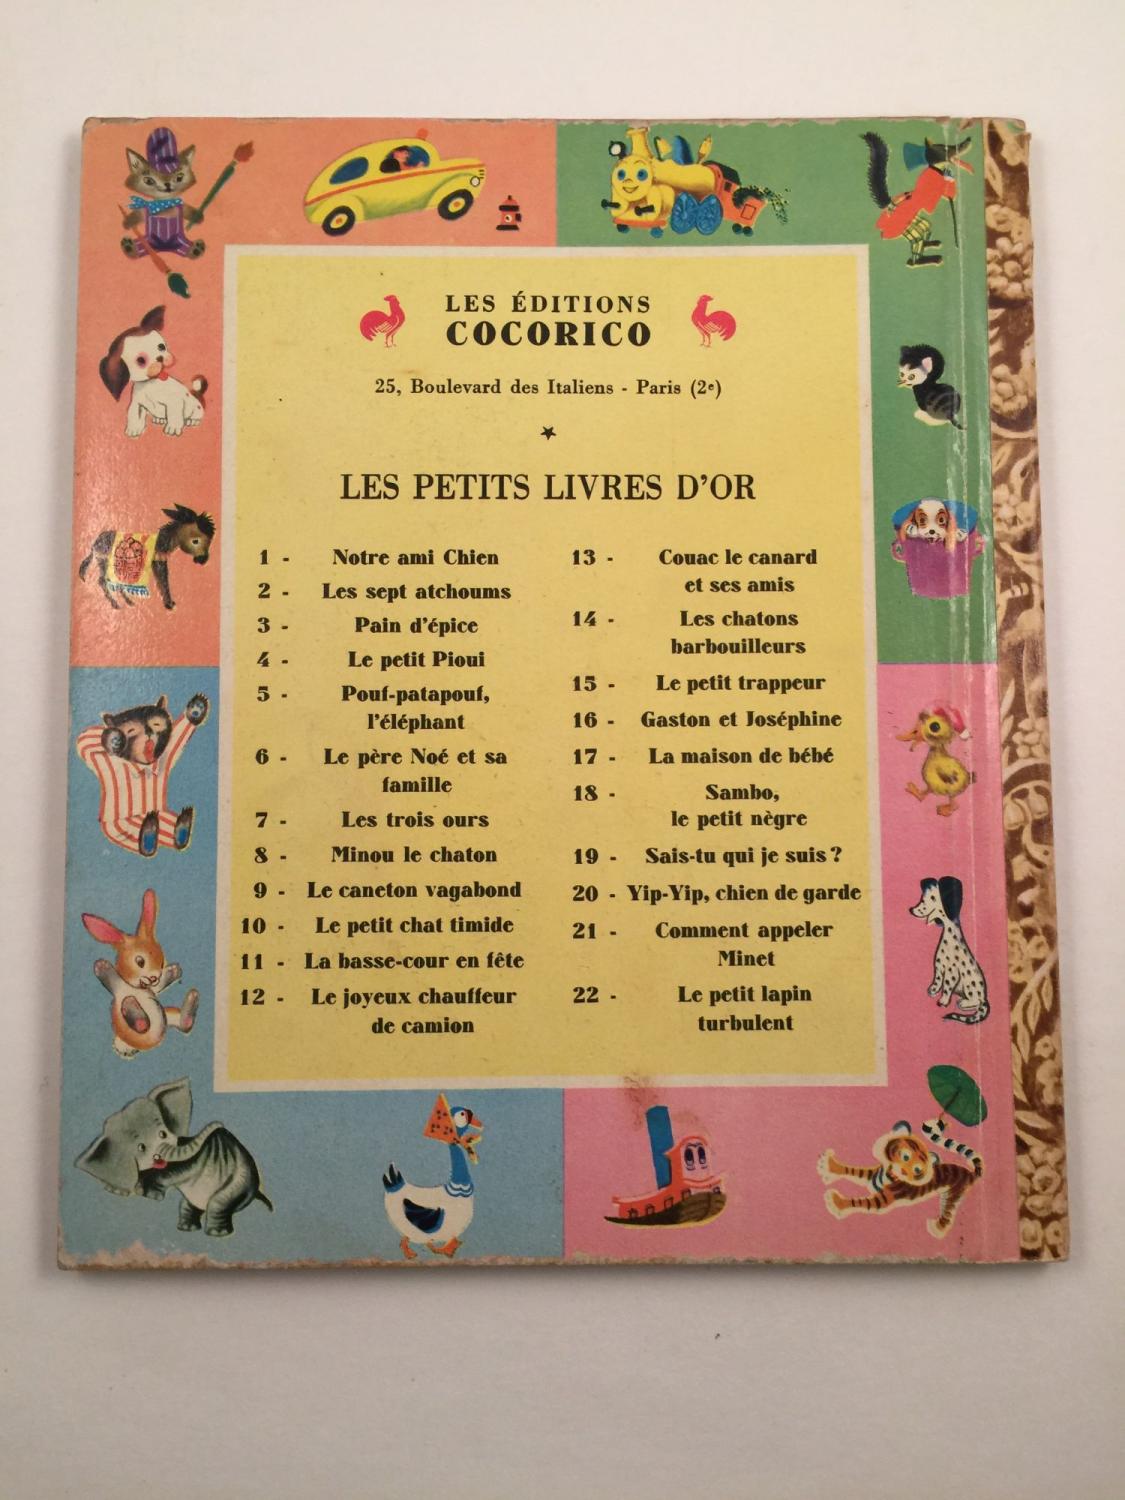 LES ÉDITIONS
COCORICO
25, Boulevard des Italiens - Paris (2e)
LES PETITS LIVRES D'OR
1 - Notre ami Chien
2 - Les sept atchoums
3 - Pain d'épice
4 - Le petit Pioui
5 - Pouf-patapouf,
l'éléphant
6 - Le père Noé et sa
famille
7 - Les trois ours
8 - Minou le chaton
9 - Le caneton vagabond
10 - Le petit chat timide
11 - La basse-cour en fête
12 - Le joyeux chauffeur
de camion
13 - Couac le canard
et ses amis
14 - Les chatons
barbouilleurs
15 - Le petit trappeur
16 - Gaston et Joséphine
17 - La maison de bébé
18 - Sambo,
le petit nègre
19 - Sais-tu qui je suis ?
20 - Yip-Yip, chien de garde
21 - Comment appeler
Minet
22 - Le petit lapin
turbulent